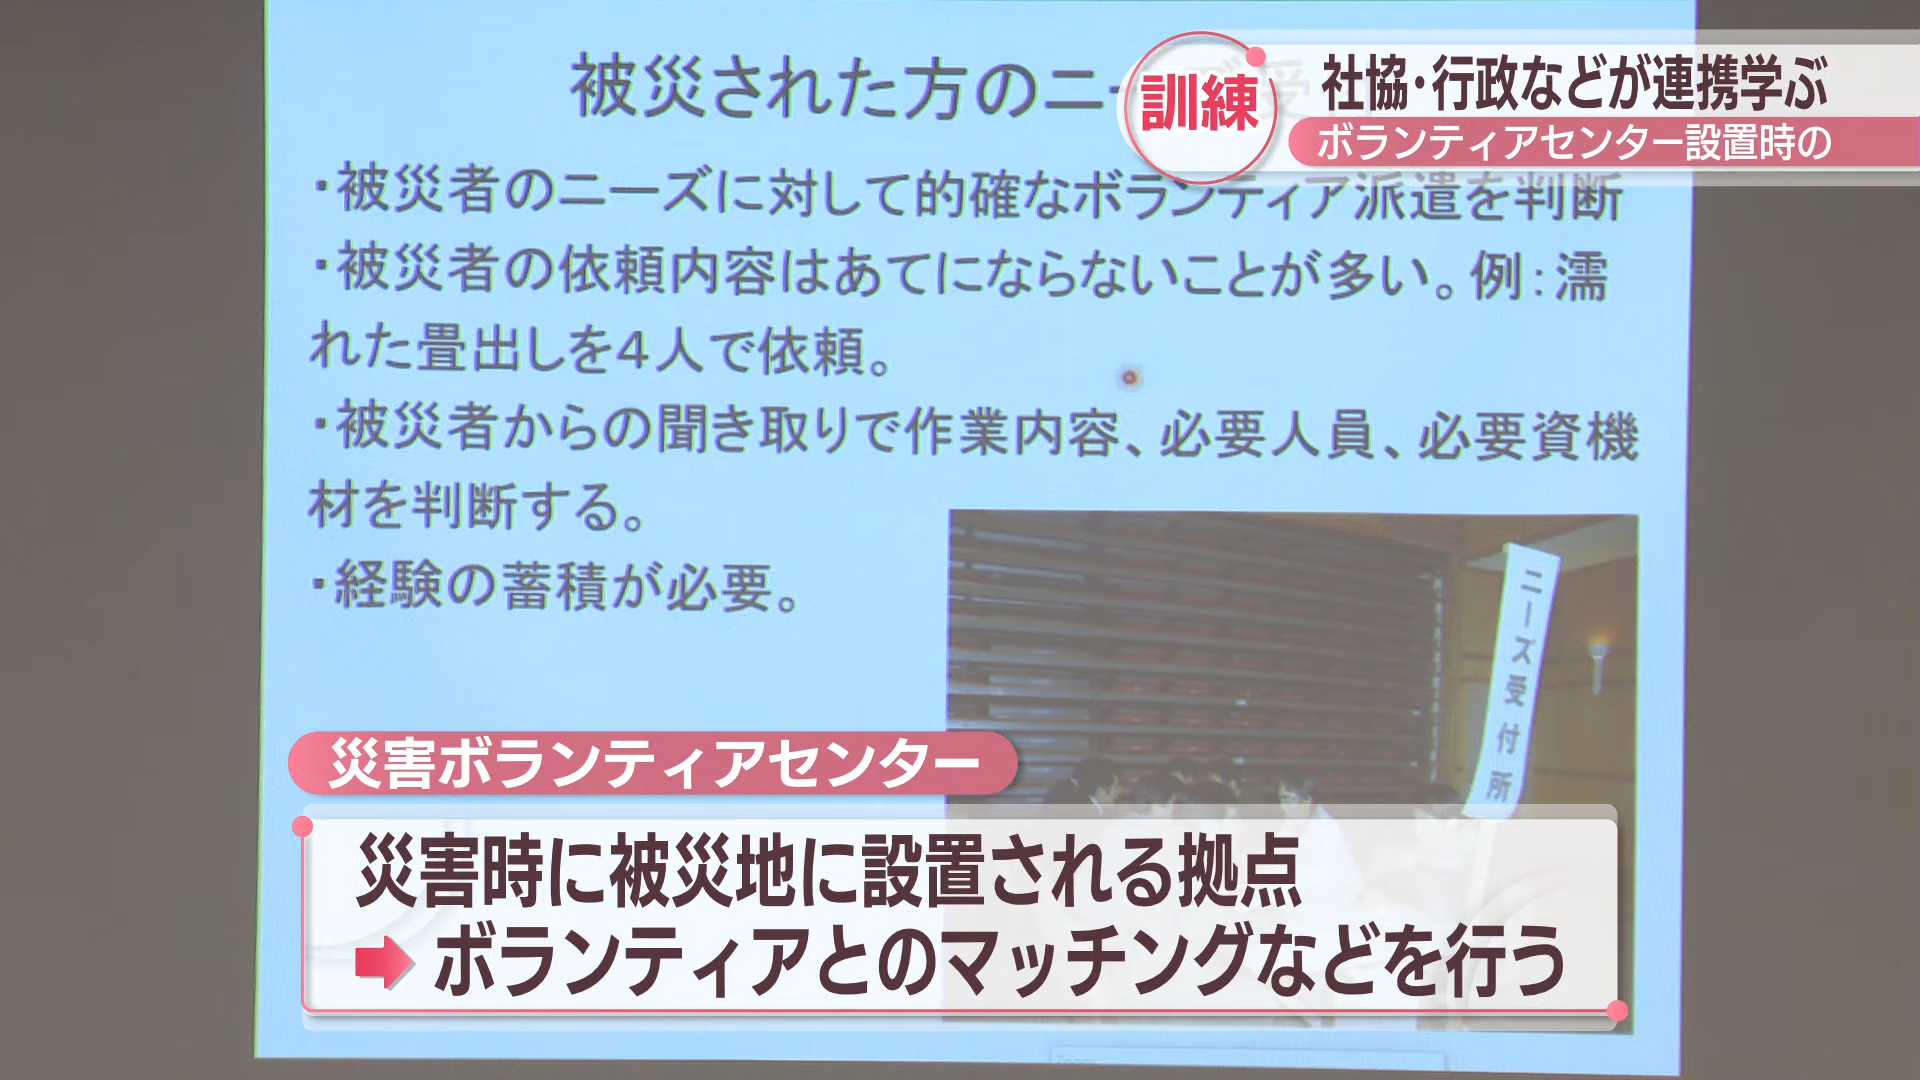 被災された方のニー
訓練
社協・行政などが連携学ぶ
ボランティアセンター設置時の
・被災者のニーズに対して的確なボランティア派遣を判断
・被災者の依頼内容はあてにならないことが多い。例：濡
れた畳出しを４人で依頼。
・被災者からの聞き取りで作業内容、必要人員、必要資機
材を判断する。
・経験の蓄積が必要。
ニーズ受付所
災害ボランティアセンター
災害時に被災地に設置される拠点
➡ボランティアとのマッチングなどを行う